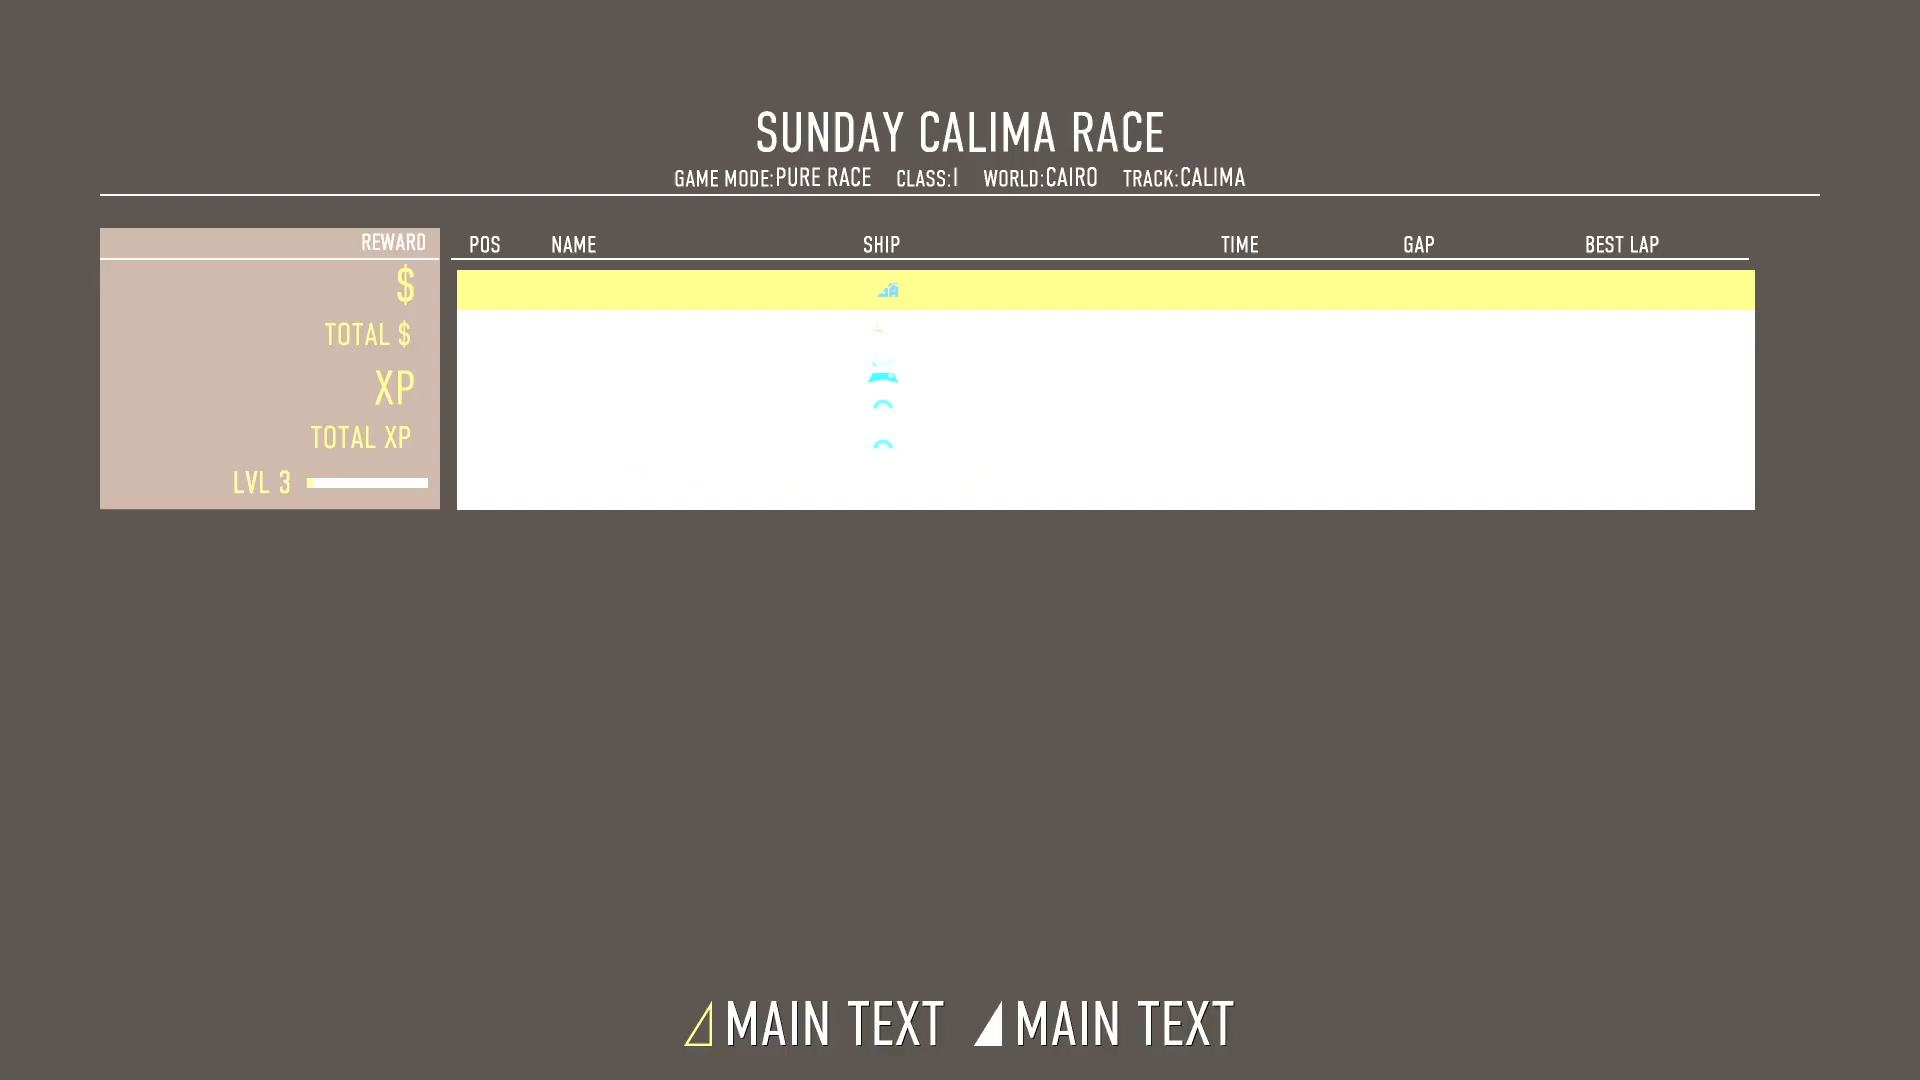 SUNDAY CALIMA RACE
GAME MODE:PURE RACE CLASS:I WORLD:CAIRO TRACK:CALIMA
REWARD
$
TOTAL $
XP
TOTAL XP
LVL 3
POS NAME SHIP TIME GAP BEST LAP
MAIN TEXT MAIN TEXT